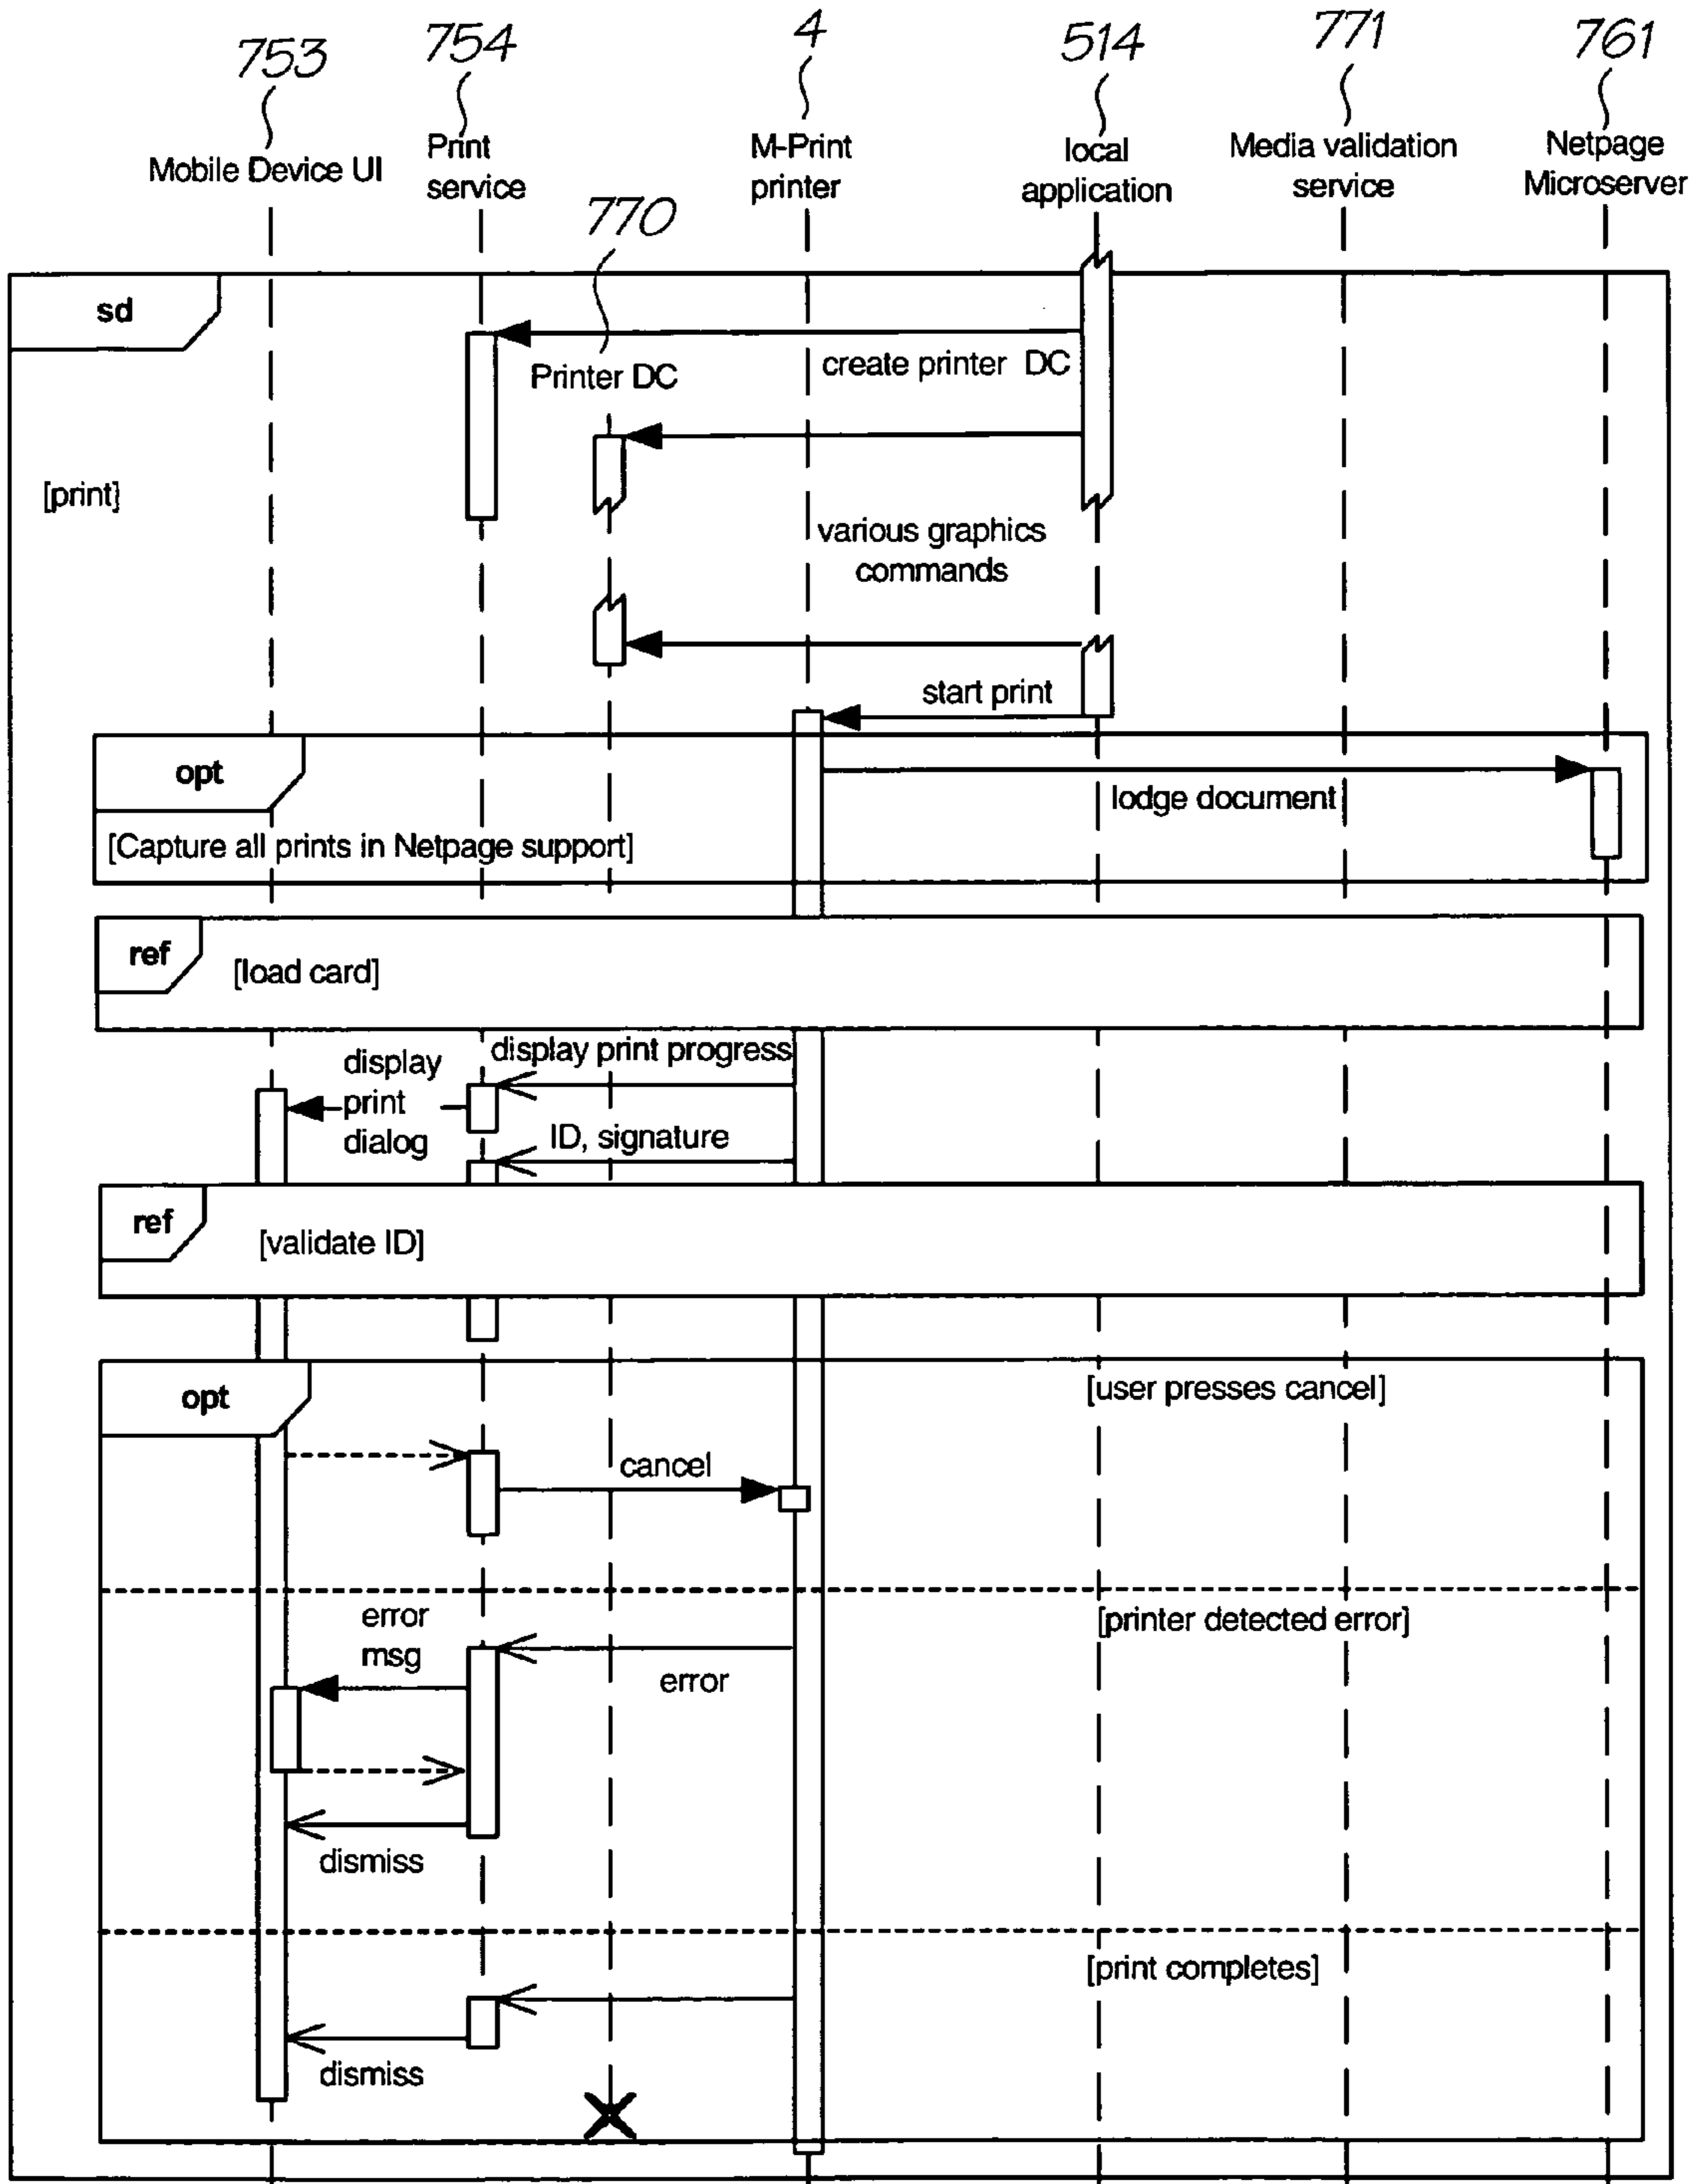 753
754
4
514
771
761
Mobile Device UI
Print
service
M-Print
printer
local
application
Media validation
service
Netpage
Microserver
770
sd
Printer DC
create printer DC
[print]
various graphics
commands
start print
opt
lodge document
[Capture all prints in Netpage support]
ref
[load card]
display print progress
display
print
dialog
ID, signature
ref
[validate ID]
opt
[user presses cancel]
cancel
error
msg
[printer detected error]
error
dismiss
[print completes]
dismiss